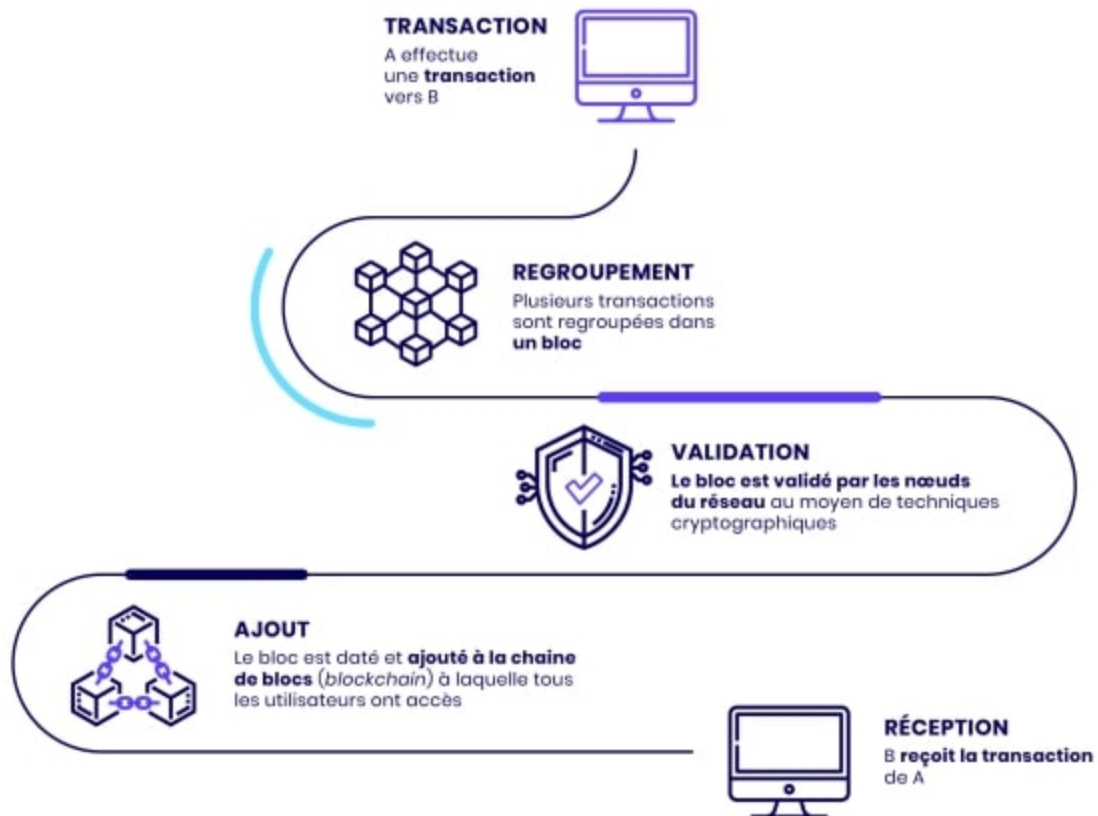 TRANSACTION
A effectue
une transaction
vers B
REGROUPEMENT
Plusieurs transactions
sont regroupées dans
un bloc
VALIDATION
Le bloc est validé par les nœuds
du réseau au moyen de techniques
cryptographiques
AJOUT
Le bloc est daté et ajouté à la chaine
de blocs (blockchain) à laquelle tous
les utilisateurs ont accès
RÉCEPTION
B reçoit la transaction
de A